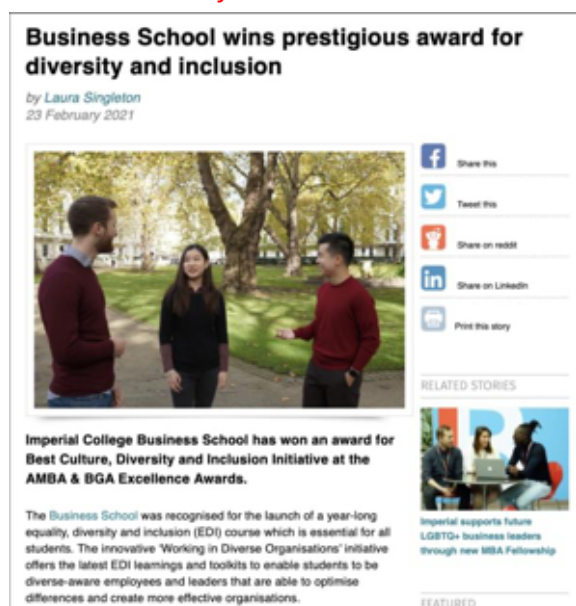 Business School wins prestigious award for
diversity and inclusion
by Laura Singleton
23 February 2021
Share this
Tweet this
Share on reddit
in
Share on LinkedIn
Print this story
Imperial College Business School has won an award for
Best Culture, Diversity and Inclusion Initiative at the
AMBA & BGA Excellence Awards.
The Business School was recognised for the launch of a year-long
equality, diversity and inclusion (EDI) course which is essential for all
students. The innovative 'Working in Diverse Organisations' initiative
offers the latest EDI learnings and toolkits to enable students to be
diverse-aware employees and leaders that are able to optimise
differences and create more effective organisations.
RELATED STORIES
Imperial supports future
LGBTQ+ business leaders
through new MBA Fellowship
FEATURED